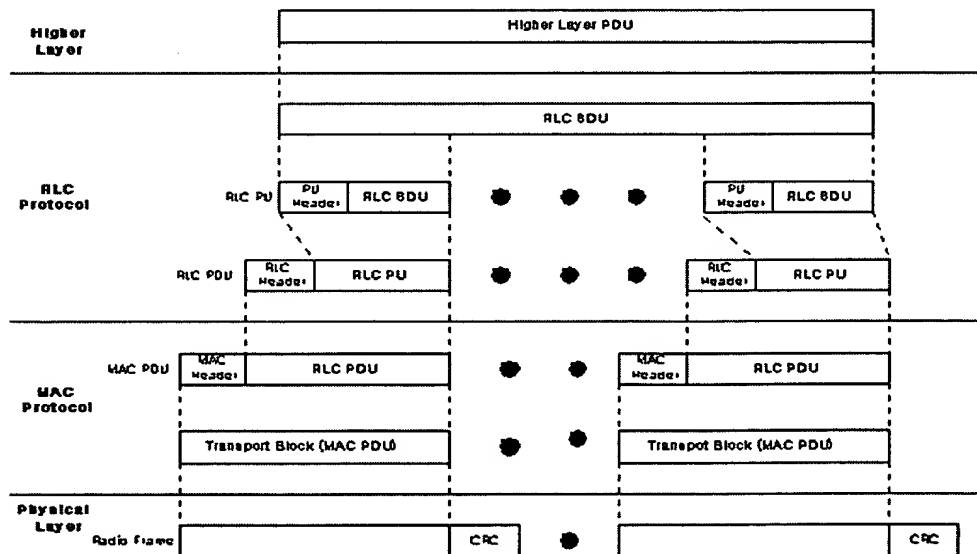 Higher Layer PDU
Higher
Layer
RLC SDU
RLC
Protocol
RLC PU
PU
Header
RLC SDU
PU
Header
RLC SDU
RLC PDU
RLC
Header
RLC PU
RLC
Header
RLC PU
MAC PDU
MAC
Header
RLC PDU
MAC
Header
RLC PDU
MAC
Protocol
Transport Block (MAC PDU)
Transpot Block (MAC PDU)
Physical
Layer
Radio Frame
CRC
CRC